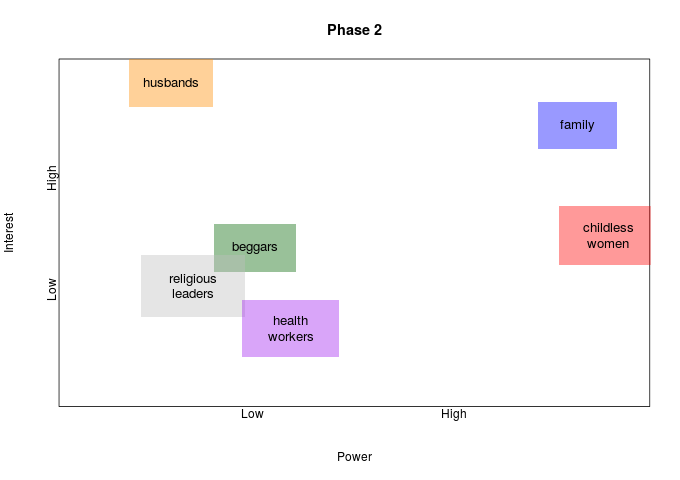 Phase 2
husbands
family
High
childless
women
Interest
beggars
religious
leaders
Low
health
workers
Low
High
Power